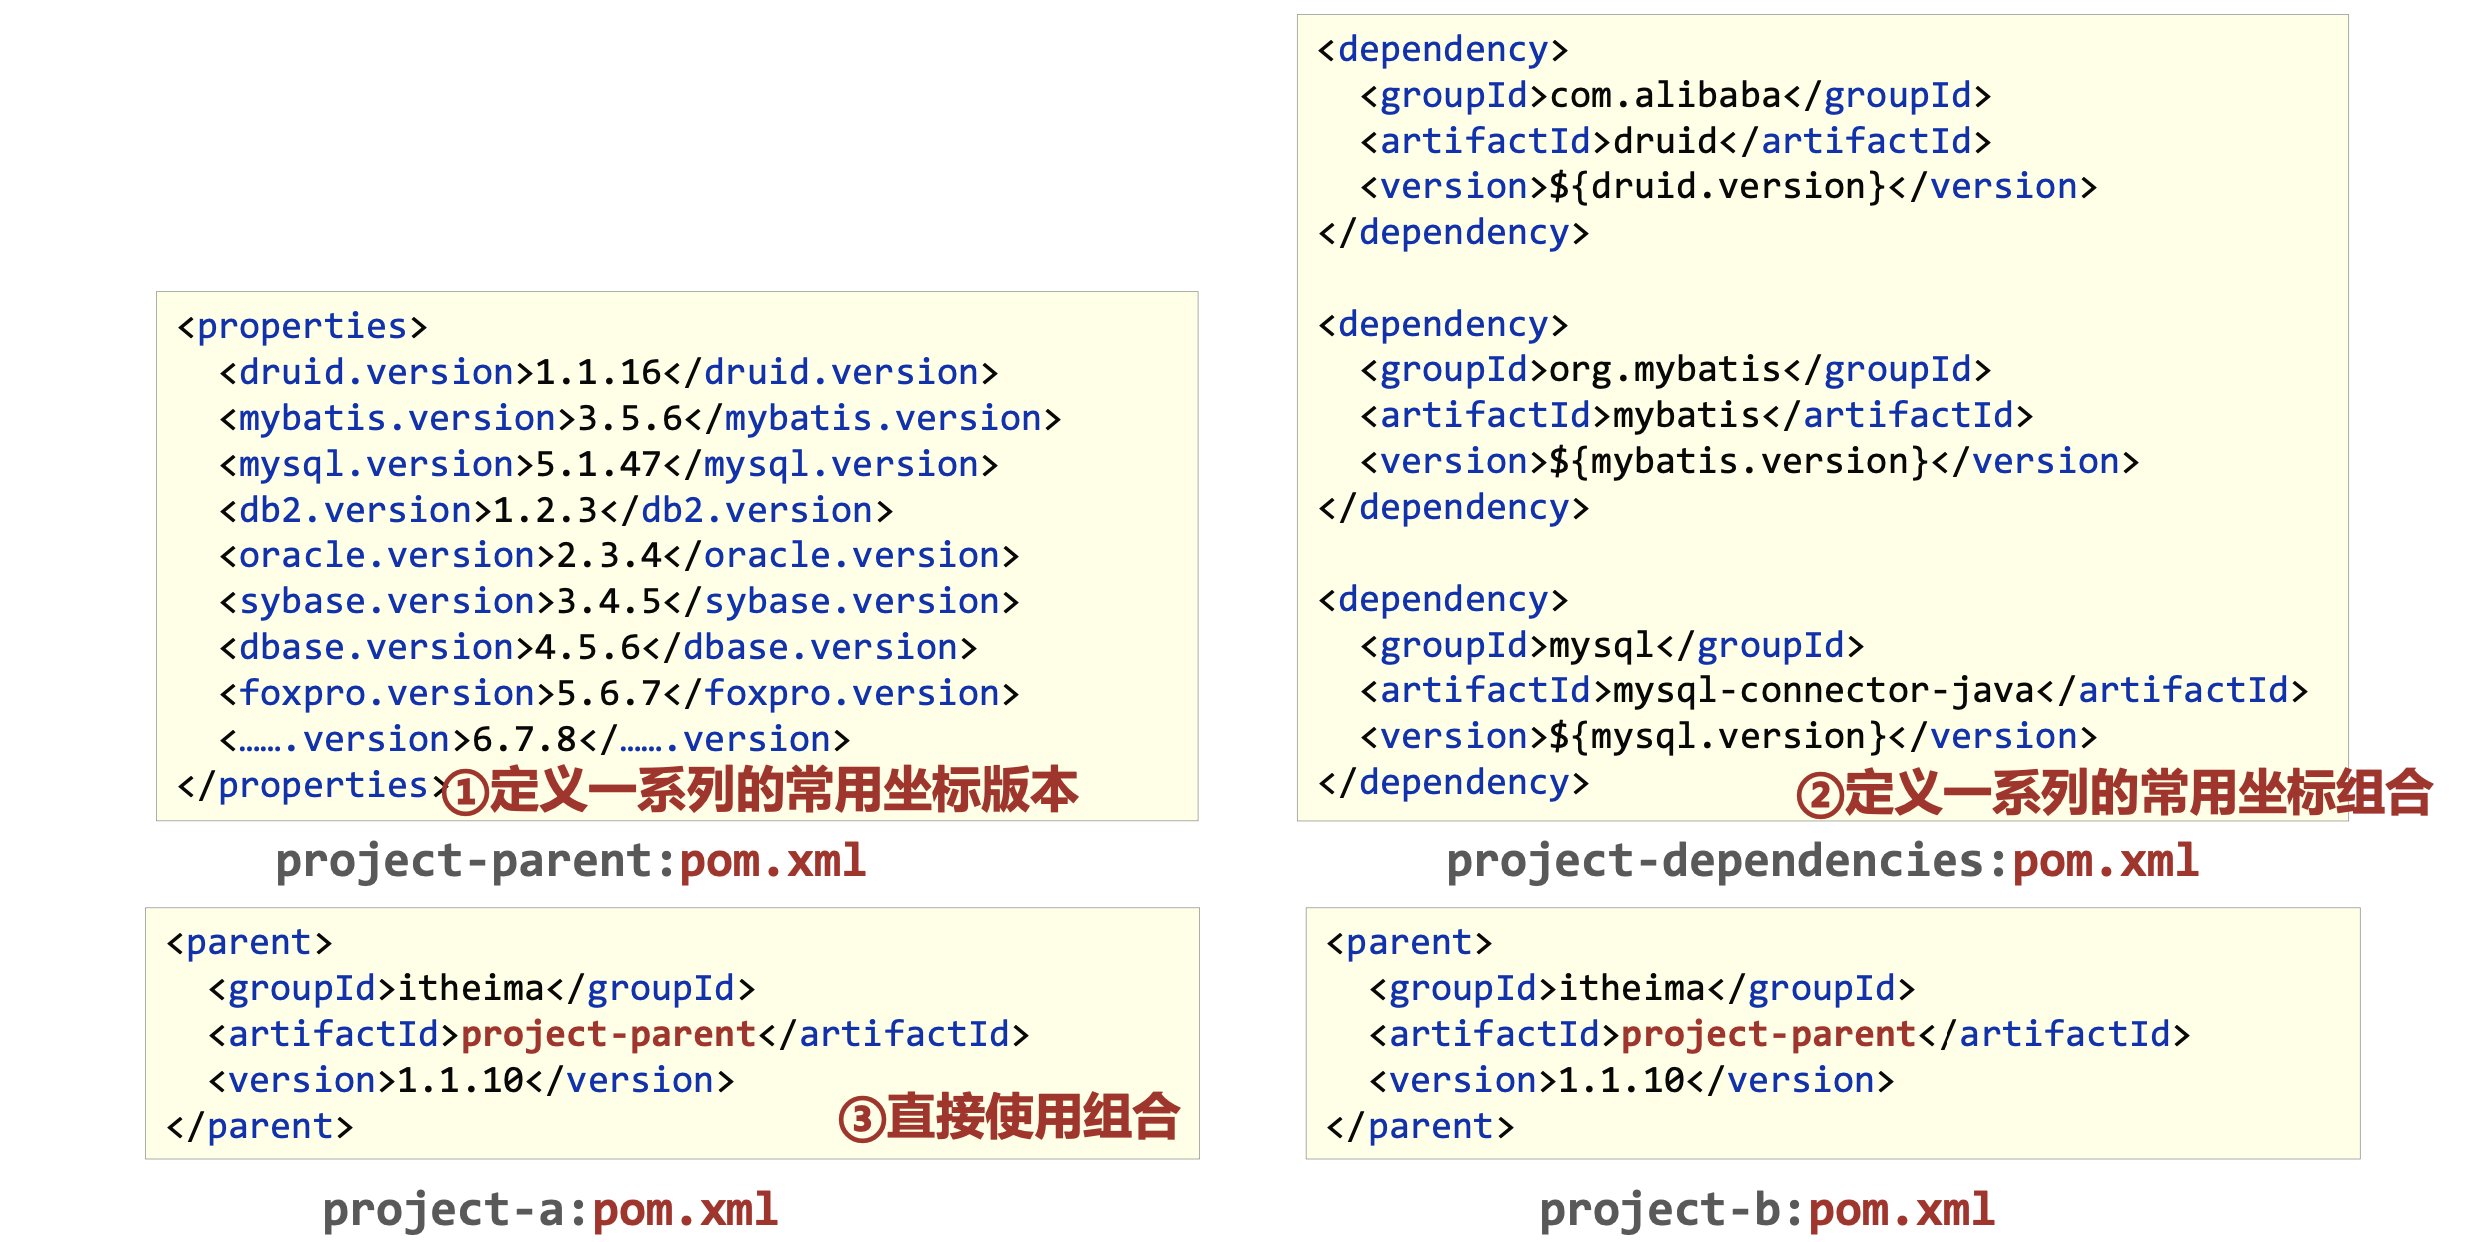 <properties>
  <druid.version>1.1.16</druid.version>
  <mybatis.version>3.5.6</mybatis.version>
  <mysql.version>5.1.47</mysql.version>
  <db2.version>1.2.3</db2.version>
  <oracle.version>2.3.4</oracle.version>
  <sybase.version>3.4.5</sybase.version>
  <dbase.version>4.5.6</dbase.version>
  <foxpro.version>5.6.7</foxpro.version>
  <…….version>6.7.8</…….version>
</properties>
①定义一系列的常用坐标版本
project-parent:pom.xml
<dependency>
  <groupId>com.alibaba</groupId>
  <artifactId>druid</artifactId>
  <version>${druid.version}</version>
</dependency>
<dependency>
  <groupId>org.mybatis</groupId>
  <artifactId>mybatis</artifactId>
  <version>${mybatis.version}</version>
</dependency>
<dependency>
  <groupId>mysql</groupId>
  <artifactId>mysql-connector-java</artifactId>
  <version>${mysql.version}</version>
</dependency>
②定义一系列的常用坐标组合
project-dependencies:pom.xml
<parent>
  <groupId>itheima</groupId>
  <artifactId>project-parent</artifactId>
  <version>1.1.10</version>
</parent>
③直接使用组合
project-a:pom.xml
<parent>
  <groupId>itheima</groupId>
  <artifactId>project-parent</artifactId>
  <version>1.1.10</version>
</parent>
project-b:pom.xml